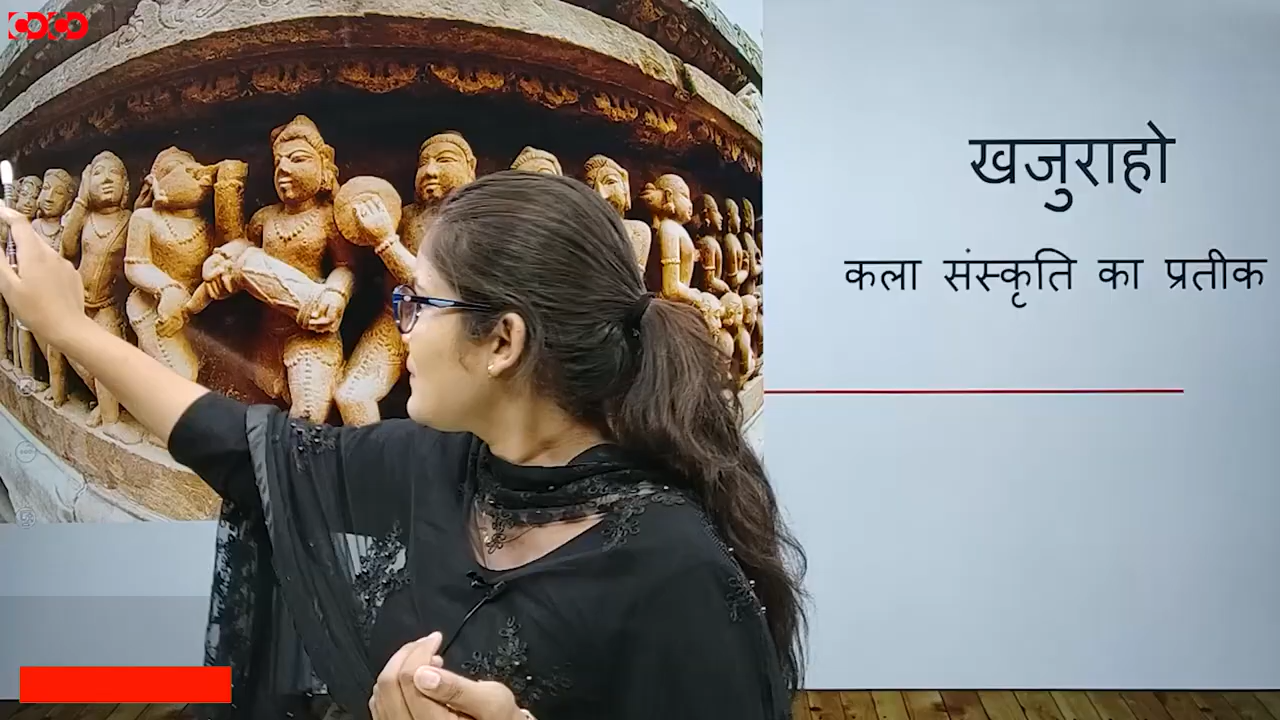 खजुराहो
कला संस्कृति का प्रतीक